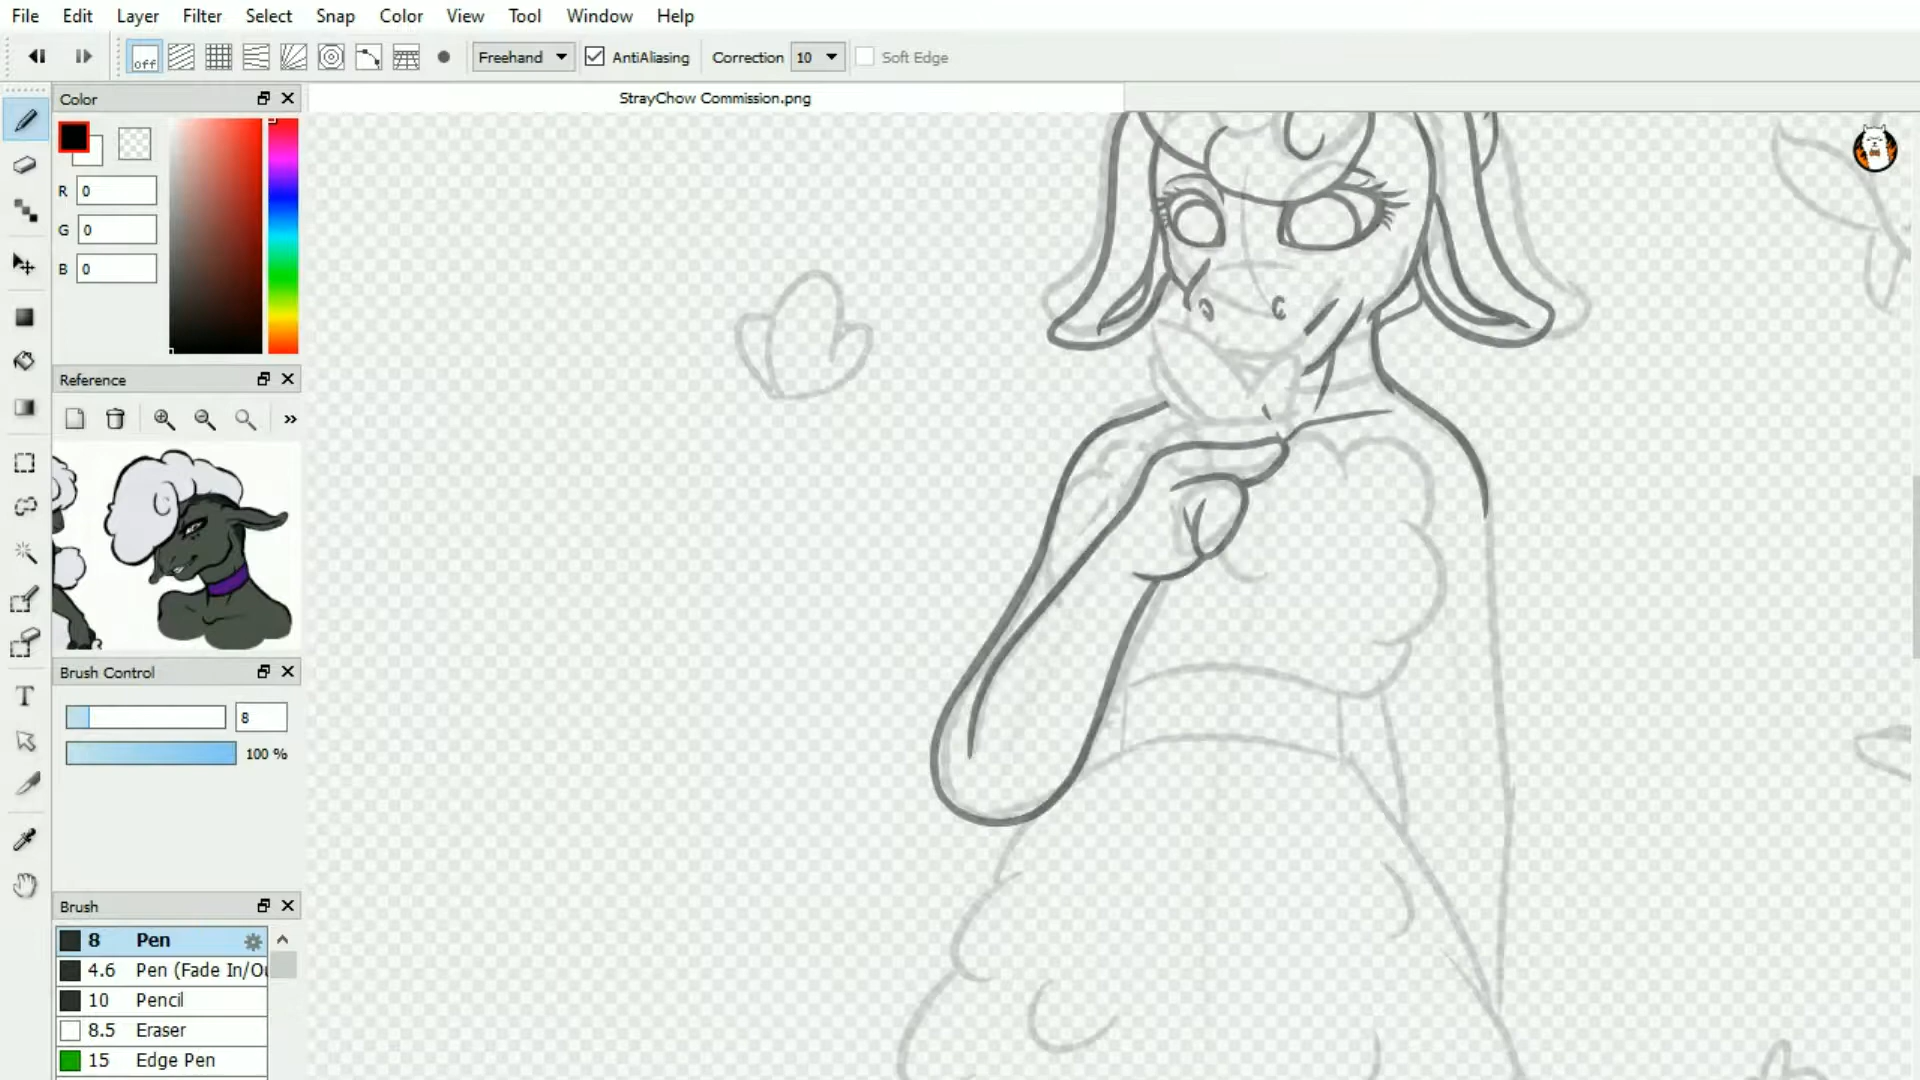 File Edit Layer Filter Select Snap Color View Tool Window Help
off Freehand AntiAliasing Correction 10 Soft Edge
Color
StrayChow Commission.png
R 0
G 0
B 0
Reference
»
Brush Control
8
100 %
T
Brush
8 Pen
4.6 Pen (Fade In/Ou
10 Pencil
8.5 Eraser
15 Edge Pen